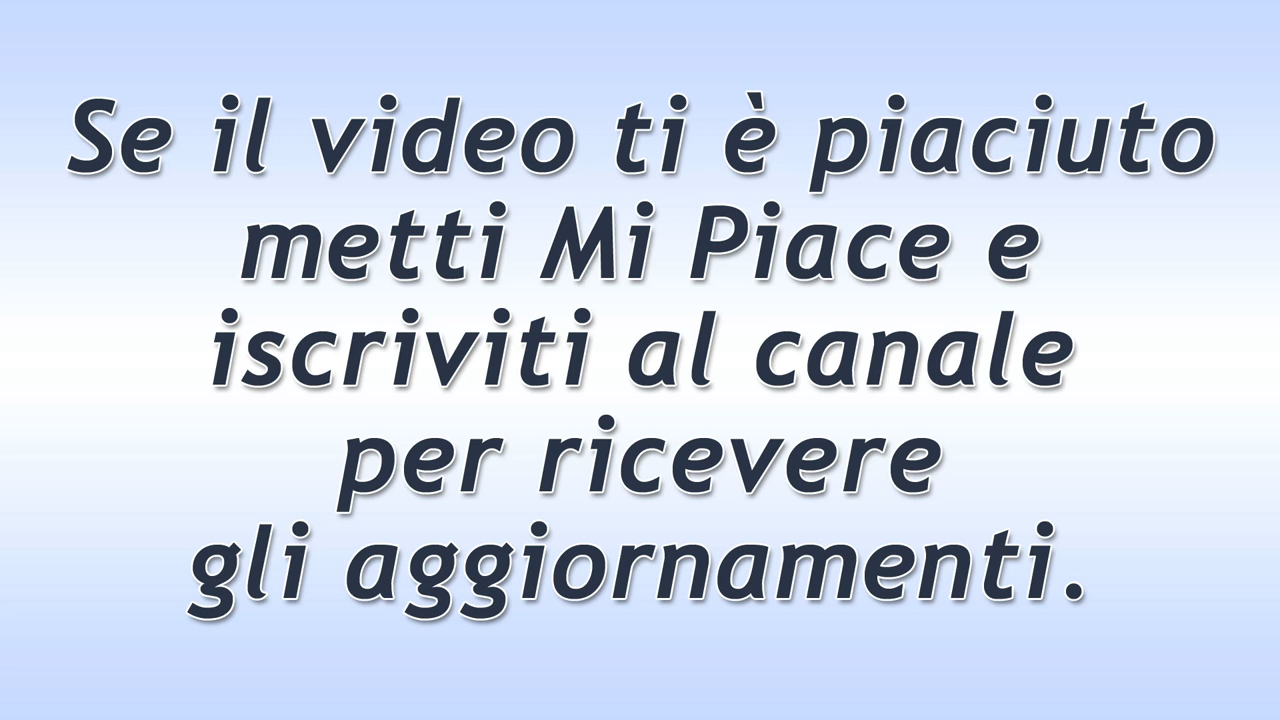 Se il video ti è piaciuto
metti Mi Piace e
iscriviti al canale
per ricevere
gli aggiornamenti.